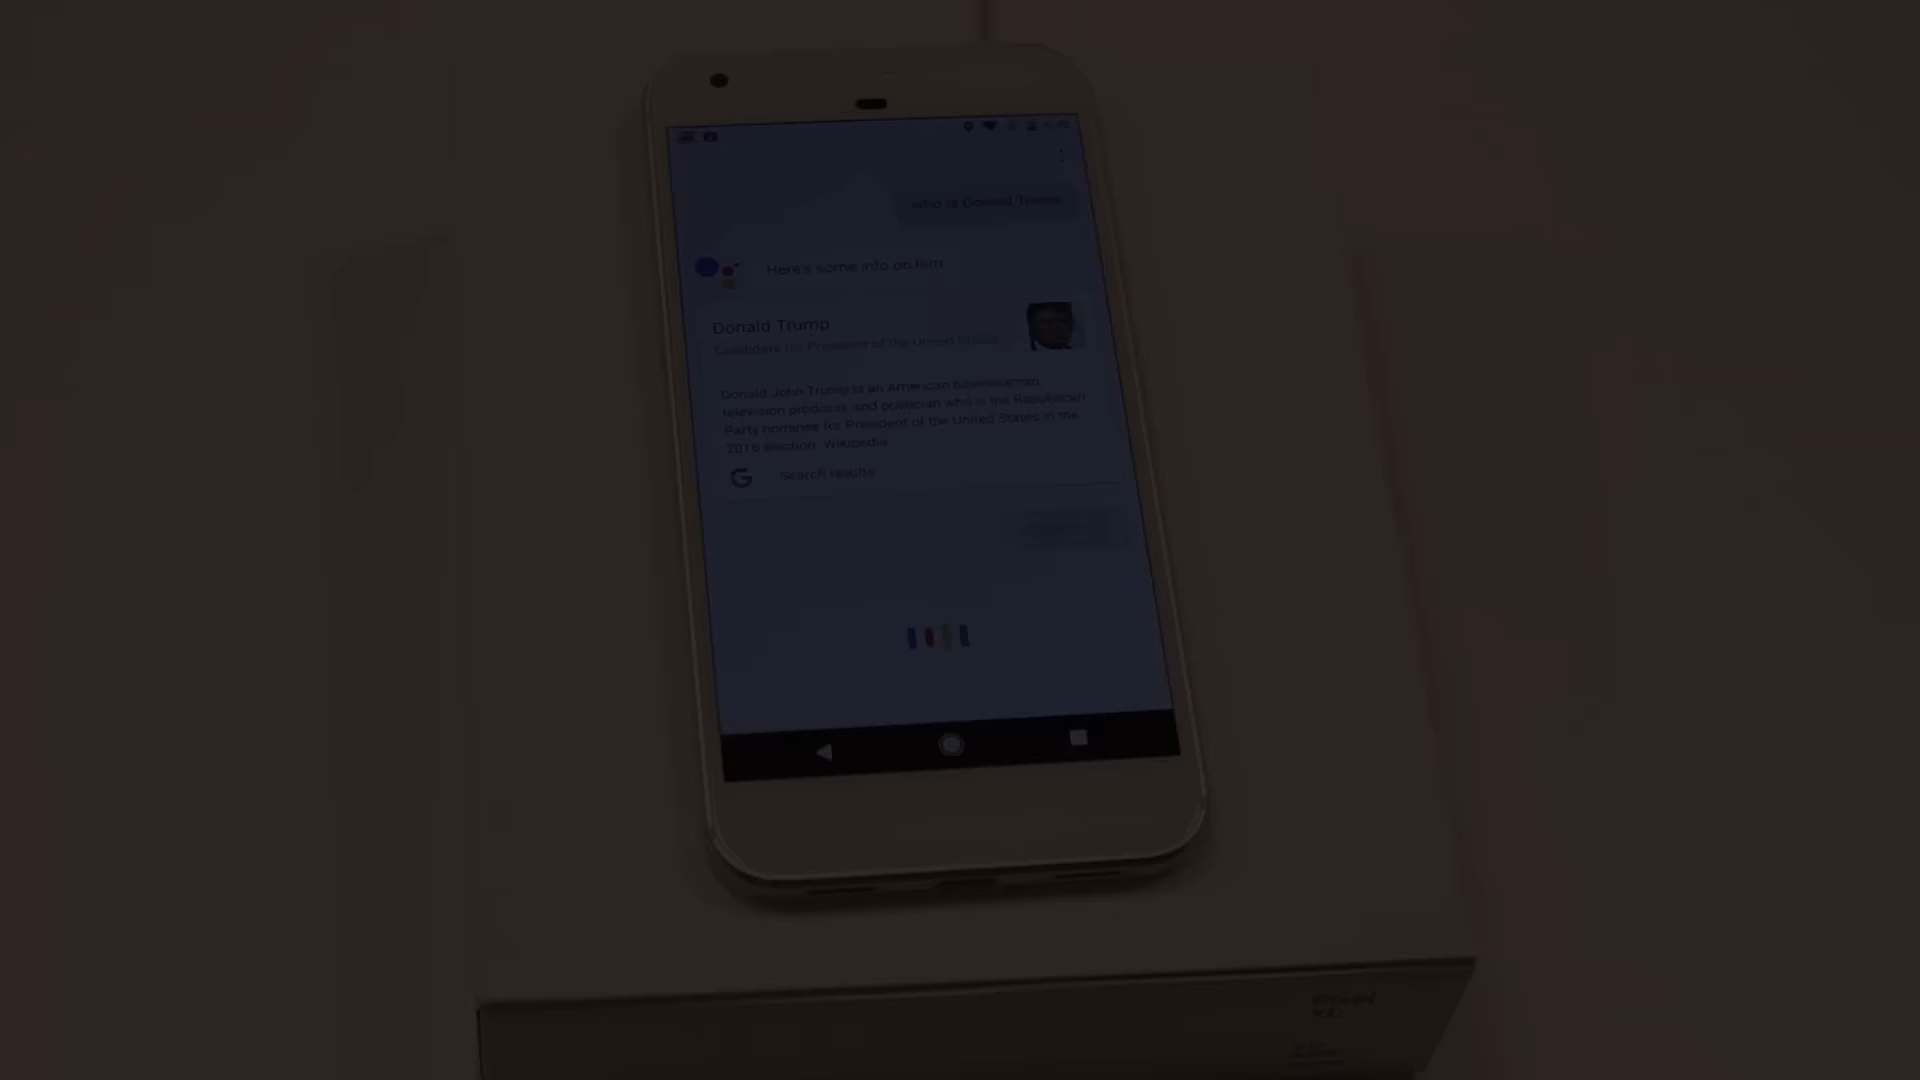 who is Donald Trump
Here's some info on him
Donald Trump
Candidate for President of the United States
Donald John Trump is an American businessman,
television producer, and politician who is the Republican
Party nominee for President of the United States in the
2016 election. Wikipedia
G Search results
Pixel
XL